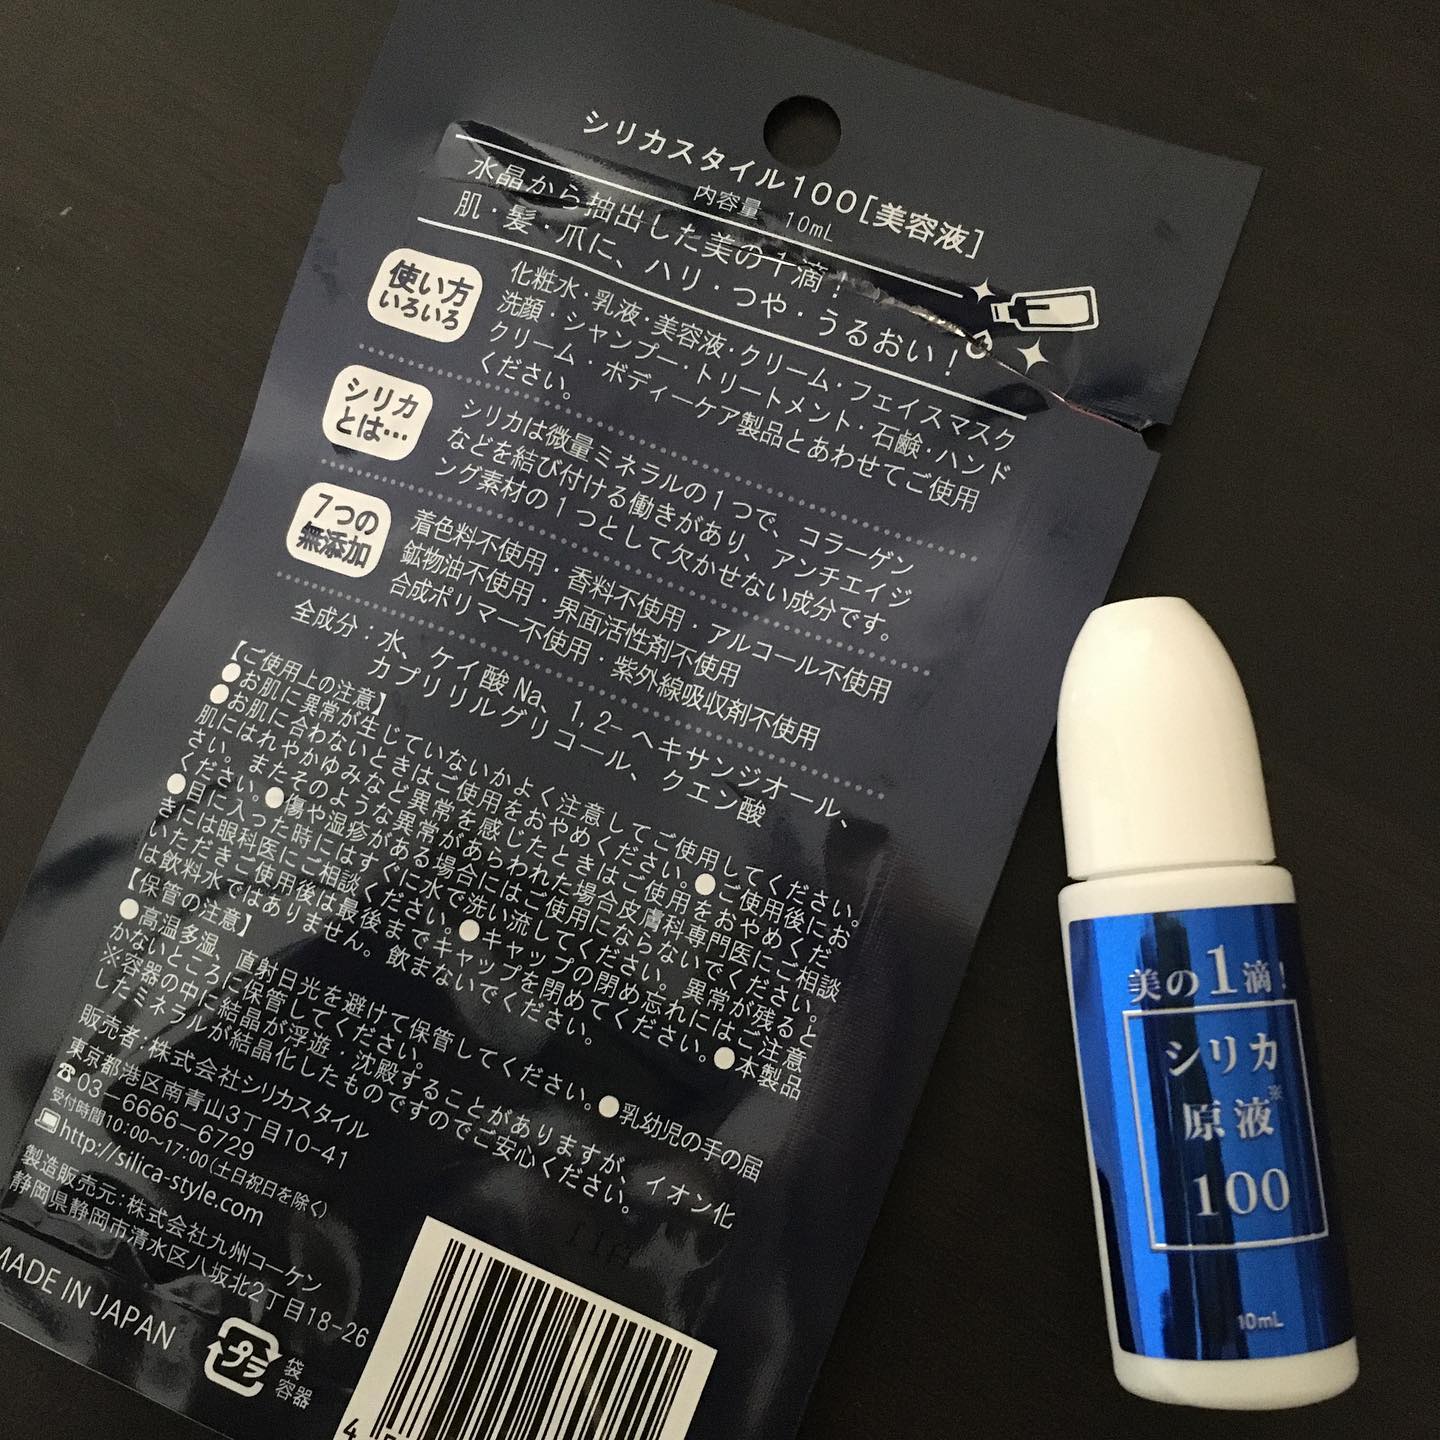 シリカスタイル100[美容液]
内容量 10mL
水晶から抽出した美の1滴!
肌・髪・爪に、ハリ・つや・うるおい!
使い方
いろいろ
化粧水・乳液・美容液・クリーム・フェイスマスク
洗顔・シャンプー・トリートメント・石鹸・ハンド
クリーム・ボディーケア製品とあわせてご使用
ください。
シリカ
とは…
シリカは微量ミネラルの1つで、コラーゲン
などを結び付ける働きがあり、アンチエイジ
ング素材の1つとして欠かせない成分です。
7つの
無添加
着色料不使用・香料不使用・アルコール不使用
鉱物油不使用・界面活性剤不使用
合成ポリマー不使用・紫外線吸収剤不使用
全成分:水、ケイ酸Na、1,2-ヘキサンジオール、
カプリリルグリコール、クエン酸
【ご使用上の注意】
●お肌に異常が生じていないかよく注意してご使用してください。
●お肌に合わないときはご使用をおやめください。●ご使用後にお
肌にはれやかゆみなど異常を感じたときはご使用をおやめくだ
さい。またそのような異常があらわれた場合皮膚科専門医にご相談
ください。●傷や湿疹がある場合にはご使用にならないでください。
●目に入った時にはすぐに水で洗い流してください。異常が残ると
きには眼科医にご相談ください。●キャップの閉め忘れにはご注意
いただきご使用後は最後までキャップを閉めてください。●本製品
は飲料水ではありません。飲まないでください。
【保管の注意】
●高温多湿、直射日光を避けて保管してください。●乳幼児の手の届
かないところに保管してください。
※容器の中に結晶が浮遊・沈殿することがありますが、イオン化
したミネラルが結晶化したものですのでご安心ください。
販売者:株式会社シリカスタイル
東京都港区南青山3丁目10-41
☎03-6666-6729
受付時間10:00~17:00(土日祝日を除く)
http://silica-style.com
製造販売元:株式会社九州コーケン
静岡県静岡市清水区八坂北2丁目18-26
MADE IN JAPAN
プラ
袋
容器
美の1滴!
シリカ
原液※
100
10mL